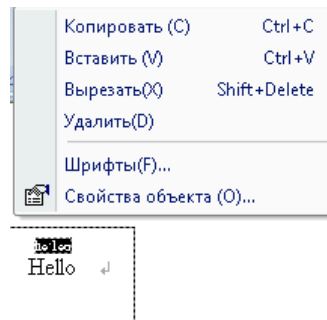 Копировать (C) Ctrl+C
Вставить (V) Ctrl+V
Вырезать(X) Shift+Delete
Удалить(D)
Шрифты(F)...
Свойства объекта (O)...
Hello